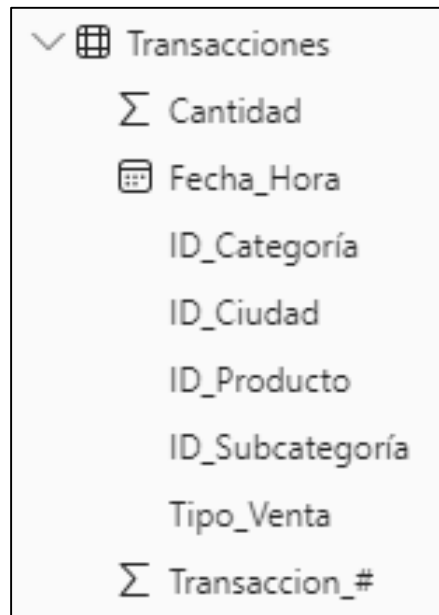 Transacciones
Cantidad
Fecha_Hora
ID_Categoría
ID_Ciudad
ID_Producto
ID_Subcategoría
Tipo_Venta
Transaccion_#